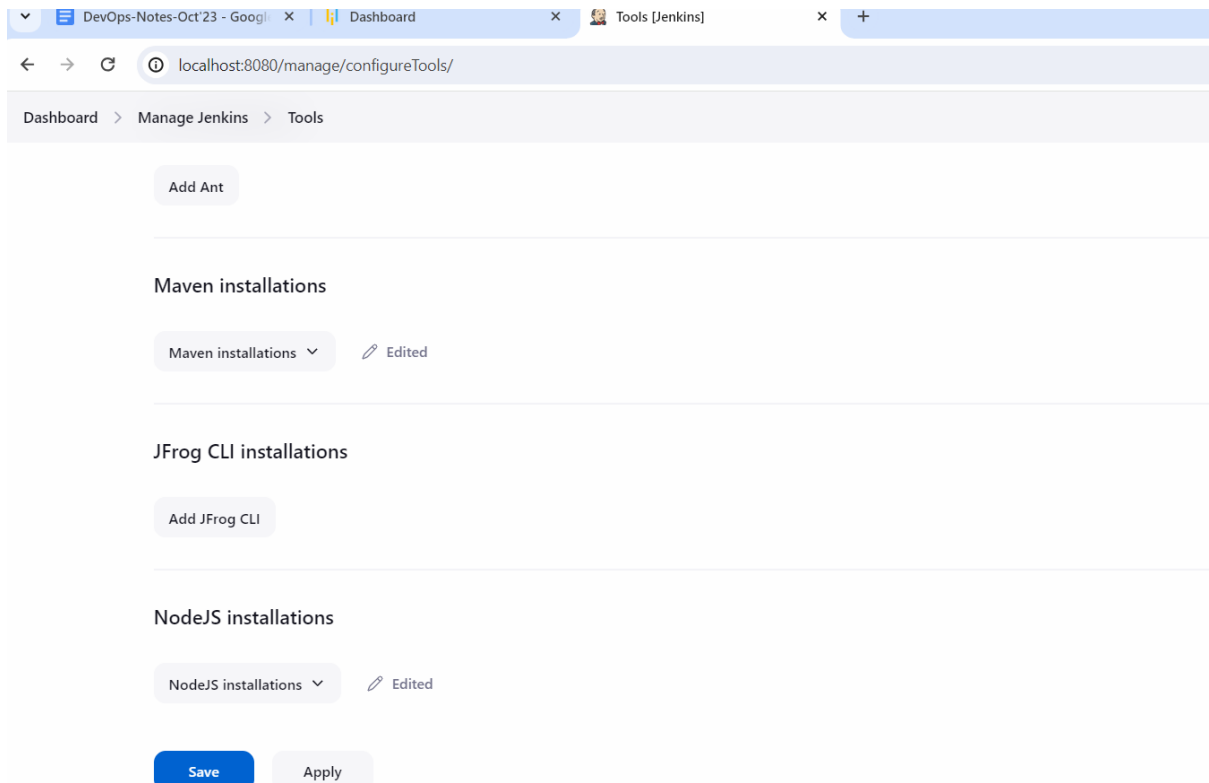 DevOps-Notes-Oct'23 - Googl
Dashboard
Tools [Jenkins]
localhost:8080/manage/configureTools/
Dashboard > Manage Jenkins > Tools
Add Ant
Maven installations
Maven installations Edited
JFrog CLI installations
Add JFrog CLI
NodeJS installations
NodeJS installations Edited
Save Apply